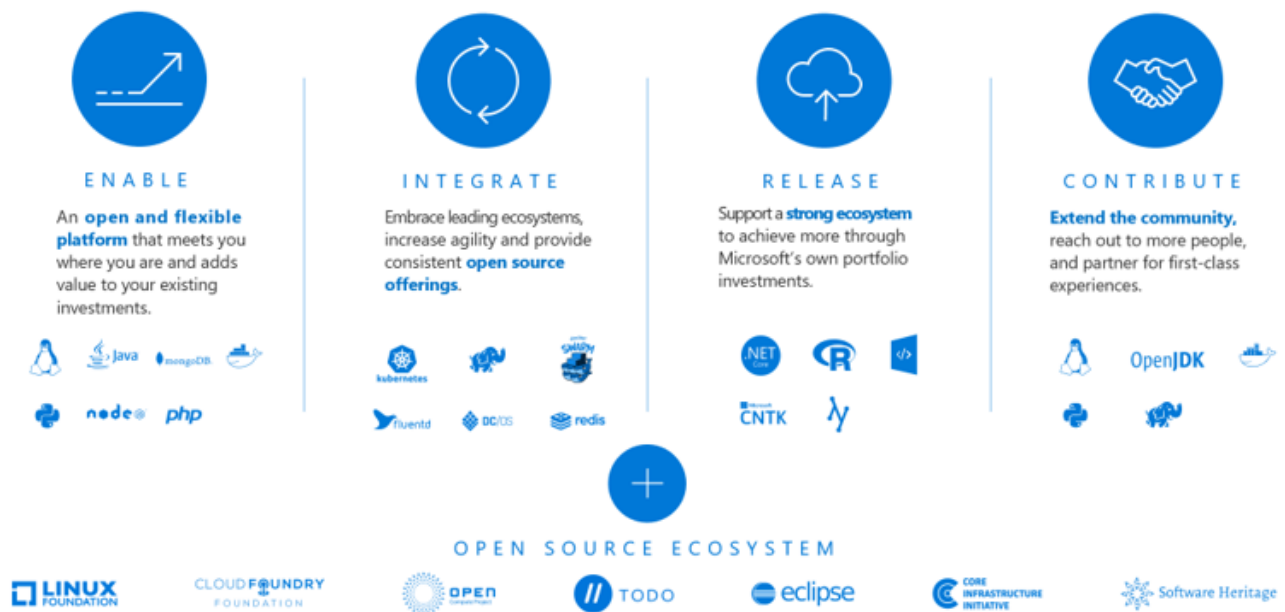 ENABLE
An open and flexible
platform that meets you
where you are and adds
value to your existing
investments.
Java
mongoDB.
node
php
INTEGRATE
Embrace leading ecosystems,
increase agility and provide
consistent open source
offerings.
kubernetes
SWARM
fluentd
DC/OS
redis
RELEASE
Support a strong ecosystem
to achieve more through
Microsoft's own portfolio
investments.
.NET
Core
R
</>
Microsoft
CNTK
CONTRIBUTE
Extend the community,
reach out to more people,
and partner for first-class
experiences.
OpenJDK
OPEN SOURCE ECOSYSTEM
LINUX
FOUNDATION
CLOUD FOUNDRY
FOUNDATION
OPEN
Compute Project
TODO
eclipse
CORE
INFRASTRUCTURE
INITIATIVE
Software Heritage